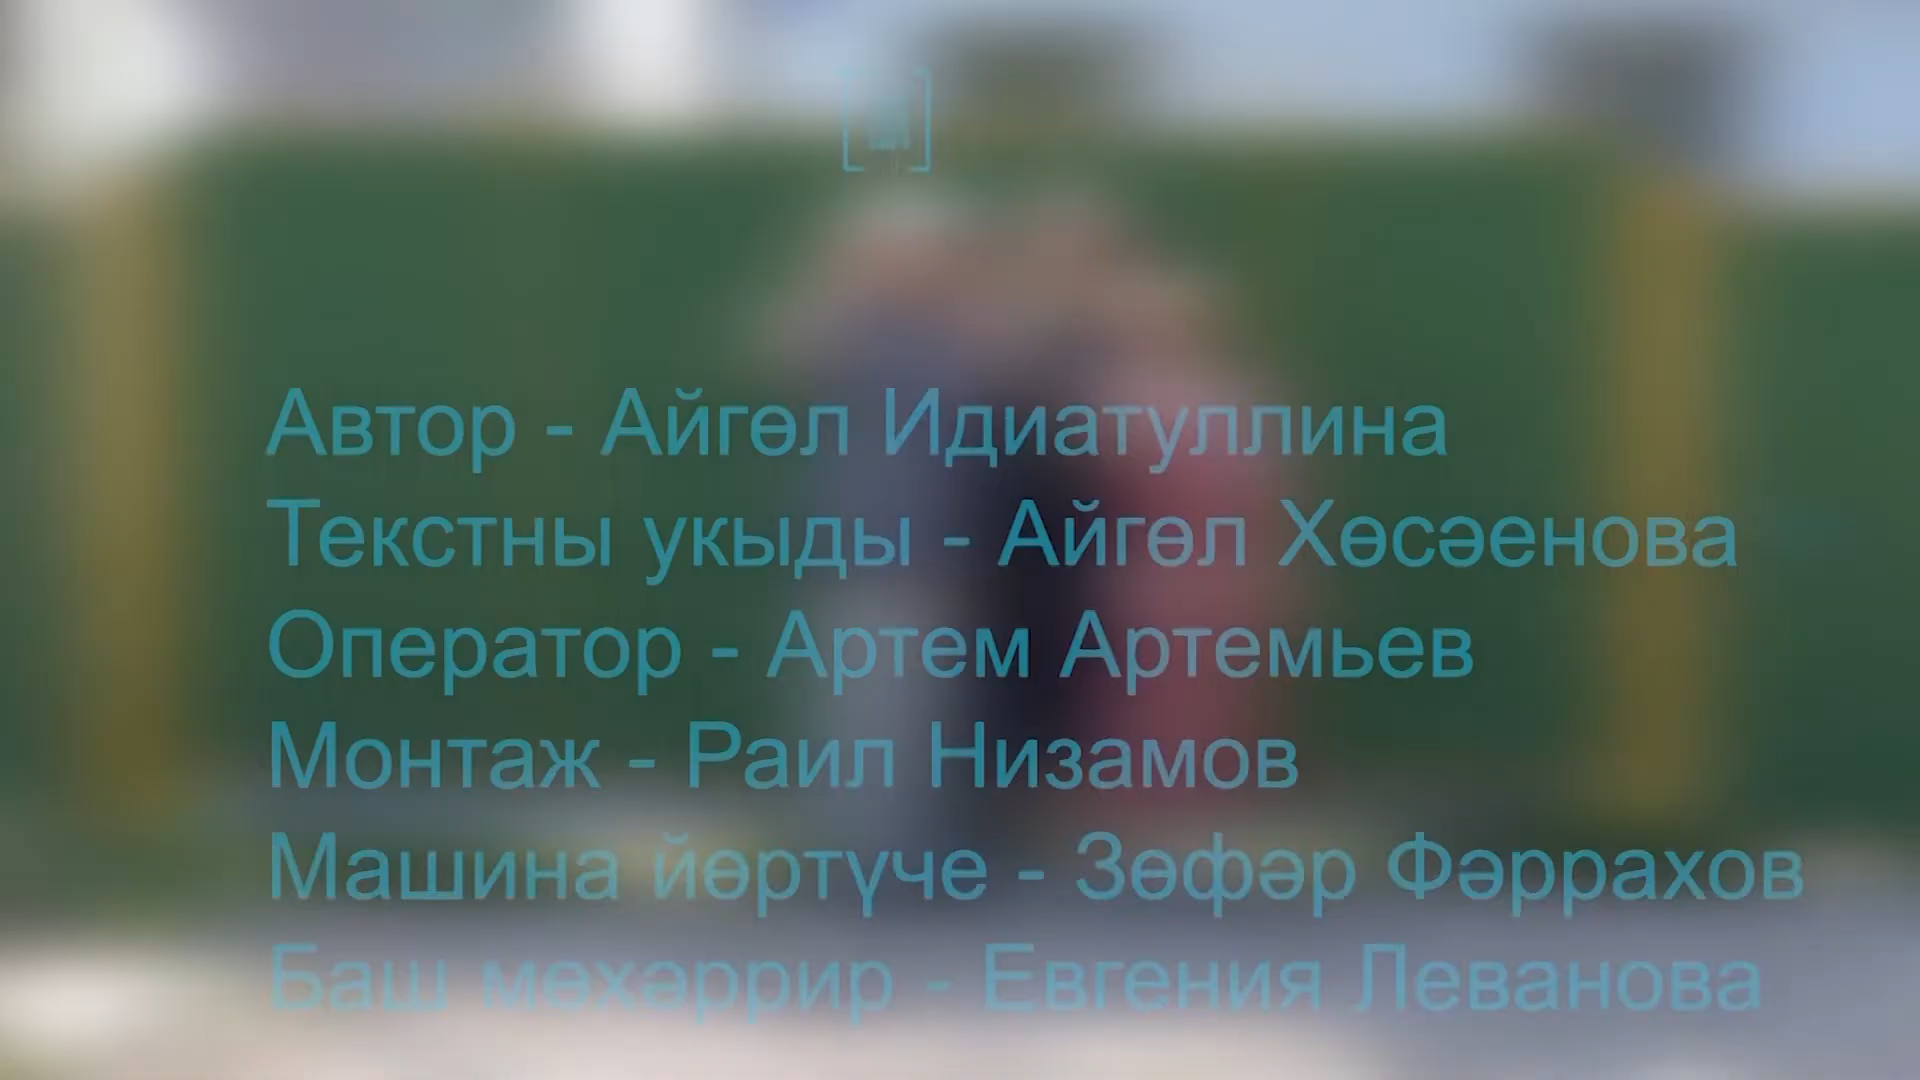 Автор - Айгөл Идиатуллина
Текстны укыды - Айгөл Хөсәенова
Оператор - Артем Артемьев
Монтаж - Раил Низамов
Машина йөртүче - Зөфәр Фәррахов
Баш мөхәррир - Евгения Леванова